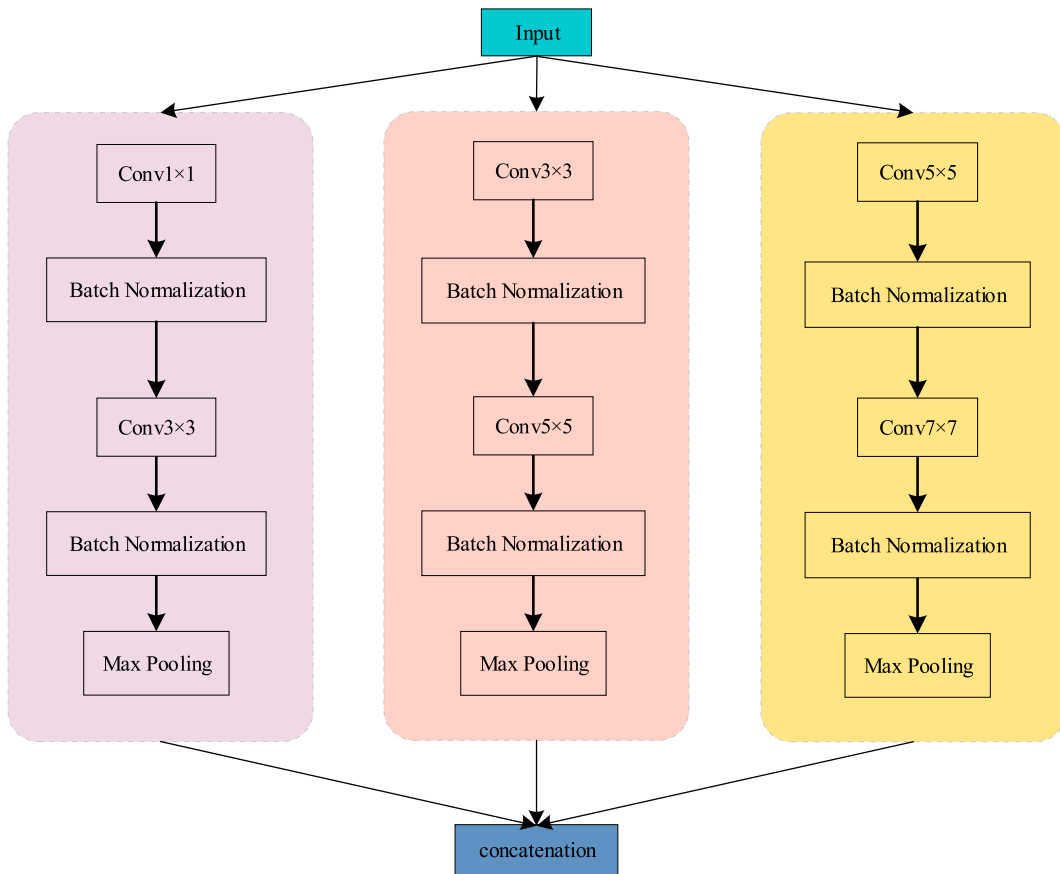 Input
Conv1×1
Batch Normalization
Conv3×3
Batch Normalization
Max Pooling
Conv3×3
Batch Normalization
Conv5×5
Batch Normalization
Max Pooling
Conv5×5
Batch Normalization
Conv7×7
Batch Normalization
Max Pooling
concatenation